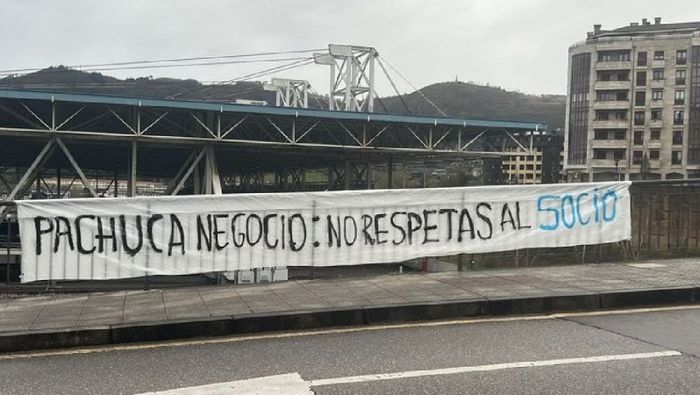 PACHUCA NEGOCIO: NO RESPETAS AL SOCIO